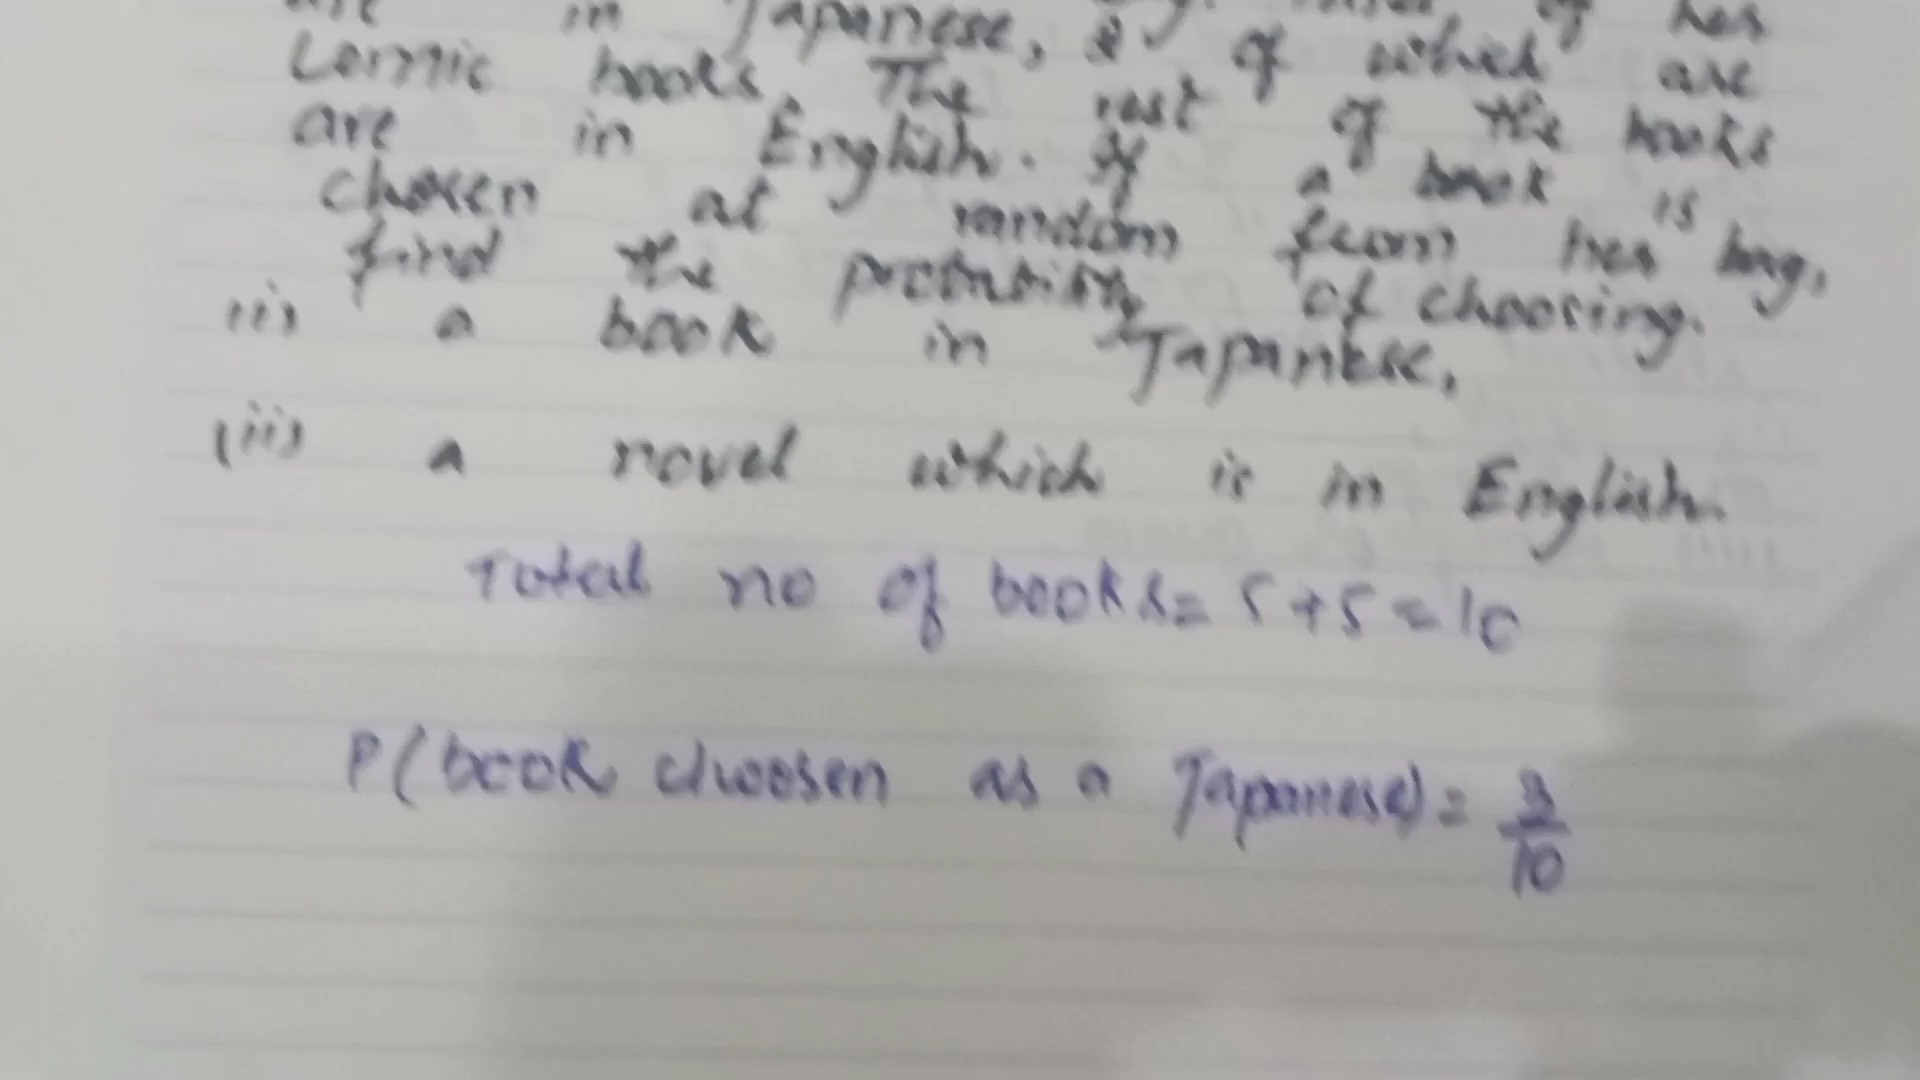 are in Japanese, 2 of which are
comic books. The rest of the books
are in English. If a book is
chosen at random from her bag,
find the probability of choosing.
(i) a book in Japanese,
(ii) a novel which is in English.
Total no of books = 5+5=10
P(book choosen as a Japanese) = 3/10